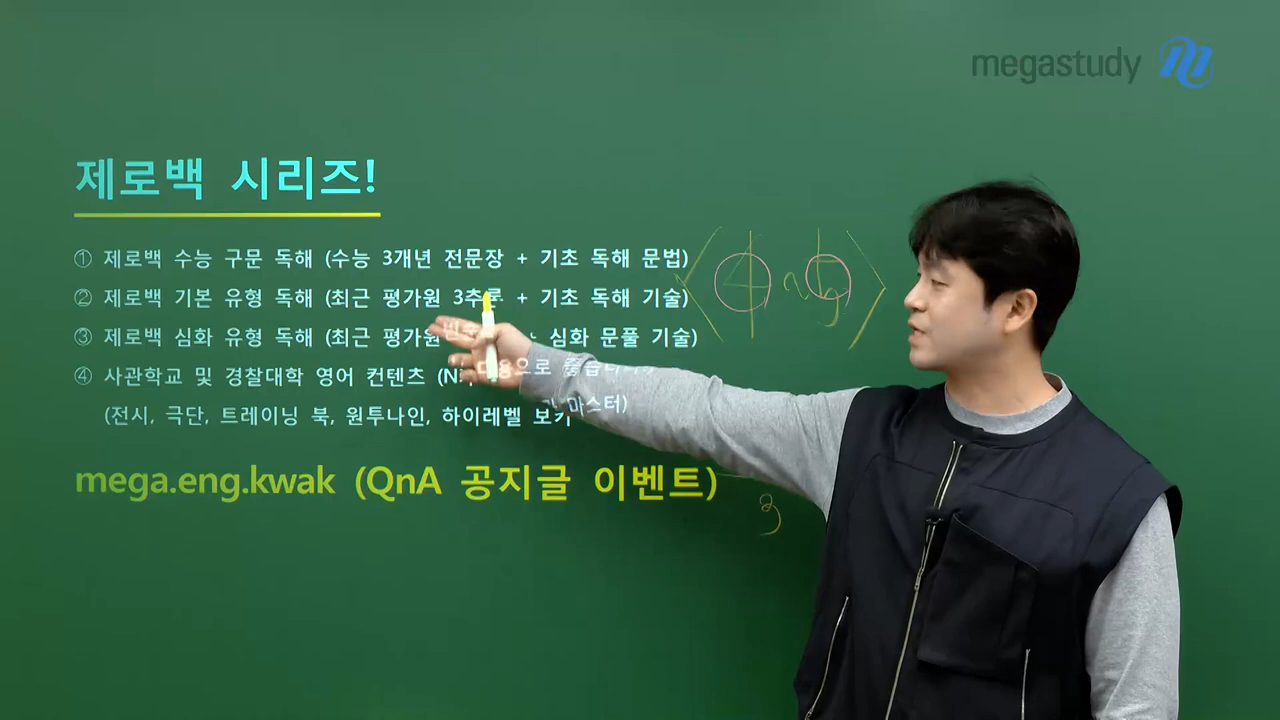 megastudy
제로백 시리즈!
① 제로백 수능 구문 독해 (수능 3개년 전문장 + 기초 독해 문법)
② 제로백 기본 유형 독해 (최근 평가원 3추론 + 기초 독해 기술)
③ 제로백 심화 유형 독해 (최근 평가원 + 심화 문풀 기술)
④ 사관학교 및 경찰대학 영어 컨텐츠
(전시, 극단, 트레이닝 북, 원투나인, 하이레벨 보카 마스터)
mega.eng.kwak (QnA 공지글 이벤트)